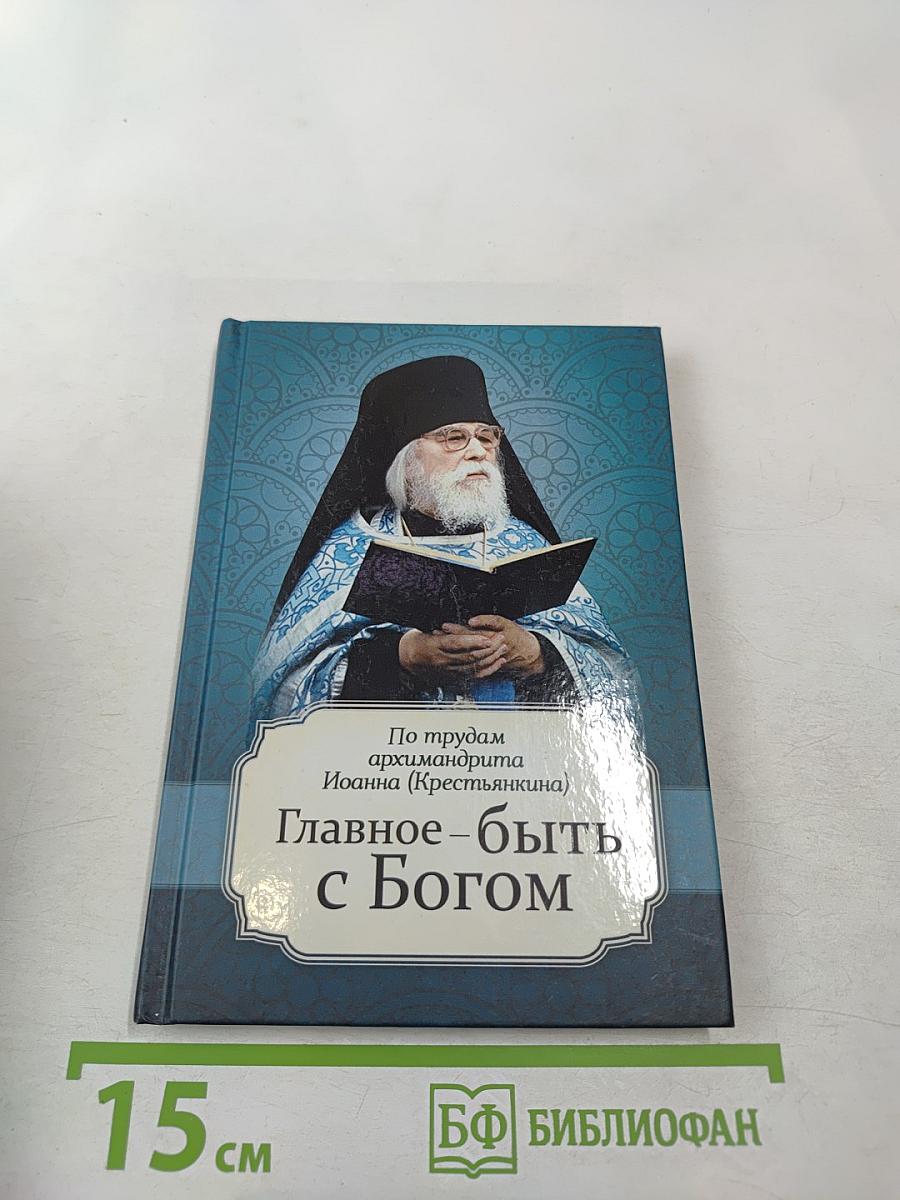 По трудам
архимандрита
Иоанна (Крестьянкина)
Главное – быть
с Богом
15 см
БФ БИБЛИОФАН